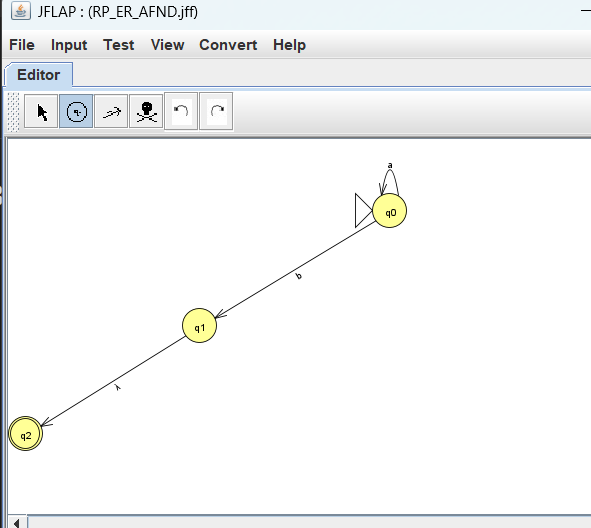 JFLAP : (RP_ER_AFND.jff)
File Input Test View Convert Help
Editor
a
q0
b
q1
λ
q2